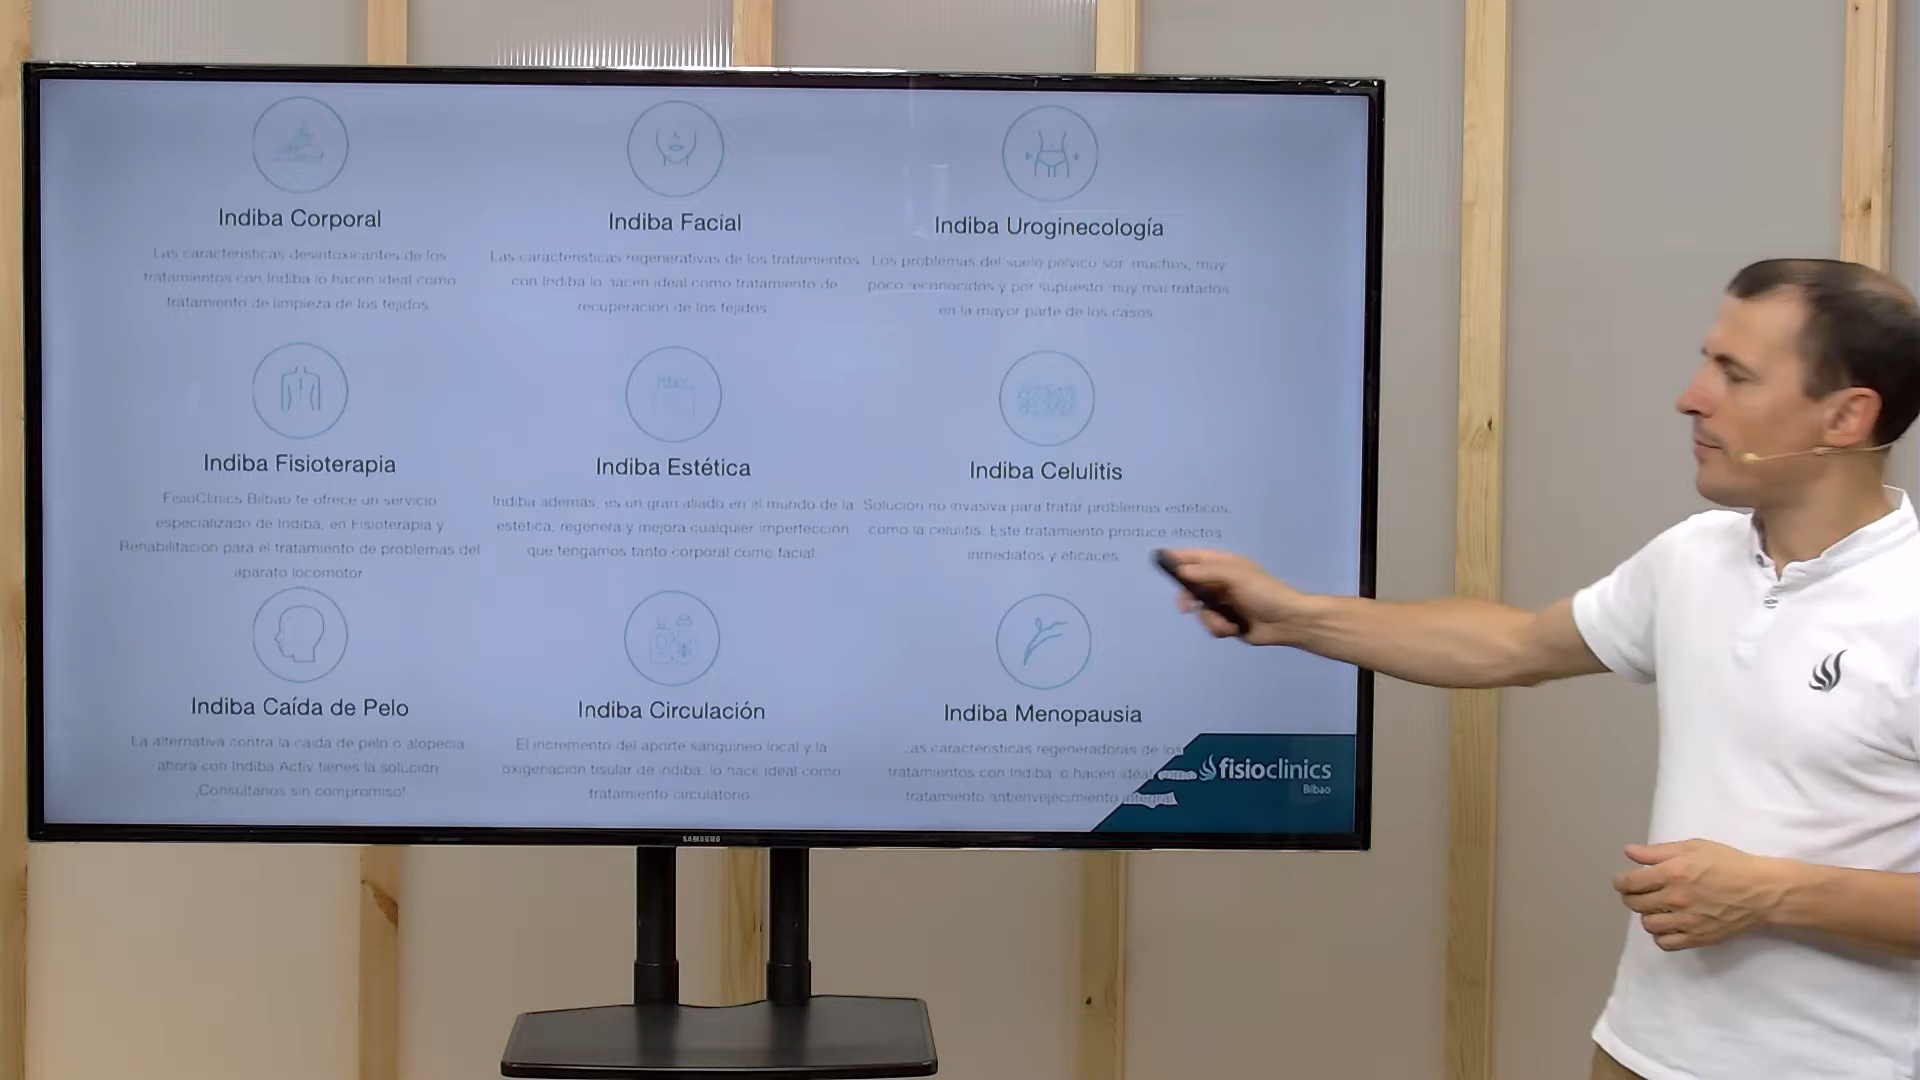 Indiba Corporal
Las características desintoxicantes de los
tratamientos con Indiba lo hacen ideal como
tratamiento de limpieza de los tejidos
Indiba Facial
Las características regenerativas de los tratamientos
con Indiba lo hacen ideal como tratamiento de
recuperación de los tejidos
Indiba Uroginecología
Los problemas del suelo pélvico son muchos, muy
poco reconocidos y por supuesto muy mal tratados
en la mayor parte de los casos.
Indiba Fisioterapia
FisioClinics Bilbao te ofrece un servicio
especializado de Indiba, en Fisioterapia y
Rehabilitación para el tratamiento de problemas del
aparato locomotor
Indiba Estética
Indiba además, es un gran aliado en el mundo de la
estética, regenera y mejora cualquier imperfección
que tengamos tanto corporal como facial
Indiba Celulitis
Solución no invasiva para tratar problemas estéticos,
como la celulitis. Este tratamiento produce efectos
inmediatos y eficaces.
Indiba Caída de Pelo
La alternativa contra la caída de pelo o alopecia
ahora con Indiba Activ tienes la solución
¡Consúltanos sin compromiso!
Indiba Circulación
El incremento del aporte sanguíneo local y la
oxigenación tisular de Indiba, lo hace ideal como
tratamiento circulatorio
Indiba Menopausia
Las características regeneradoras de los
tratamientos con Indiba lo hacen ideal como
tratamiento antienvejecimiento integral
fisioclinics
Bilbao
SAMSUNG